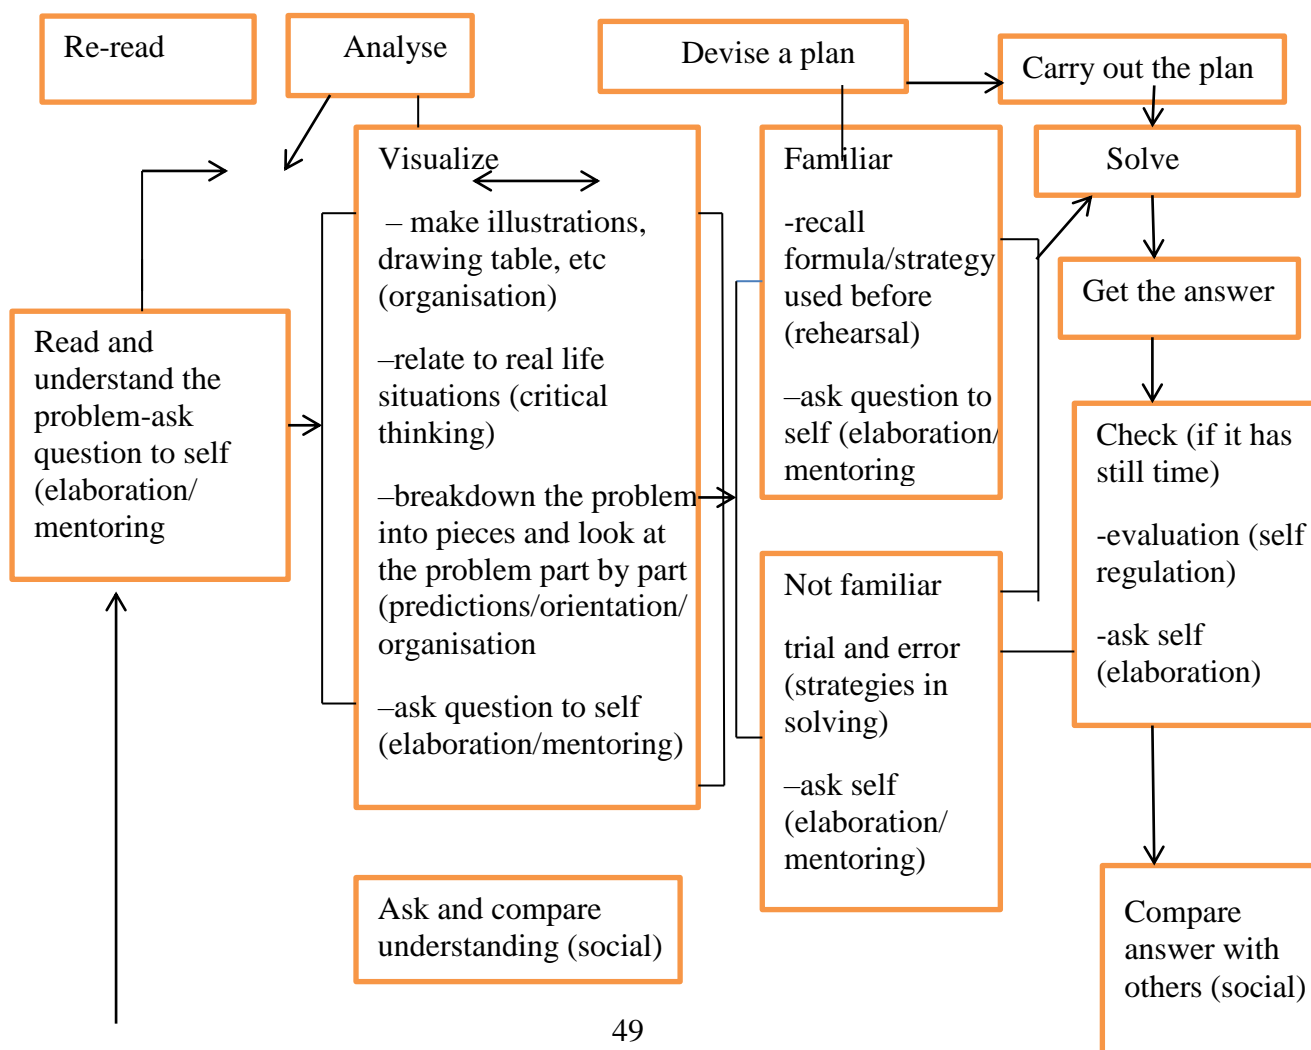 Re-read
Analyse
Devise a plan
Carry out the plan
Read and
understand the
problem-ask
question to self
(elaboration/
mentoring
Visualize
– make illustrations,
drawing table, etc
(organisation)
–relate to real life
situations (critical
thinking)
–breakdown the problem
into pieces and look at
the problem part by part
(predictions/orientation/
organisation
–ask question to self
(elaboration/mentoring)
Ask and compare
understanding (social)
Familiar
-recall
formula/strategy
used before
(rehearsal)
–ask question to
self (elaboration/
mentoring
Not familiar
trial and error
(strategies in
solving)
–ask self
(elaboration/
mentoring)
Solve
Get the answer
Check (if it has
still time)
-evaluation (self
regulation)
-ask self
(elaboration)
Compare
answer with
others (social)
49